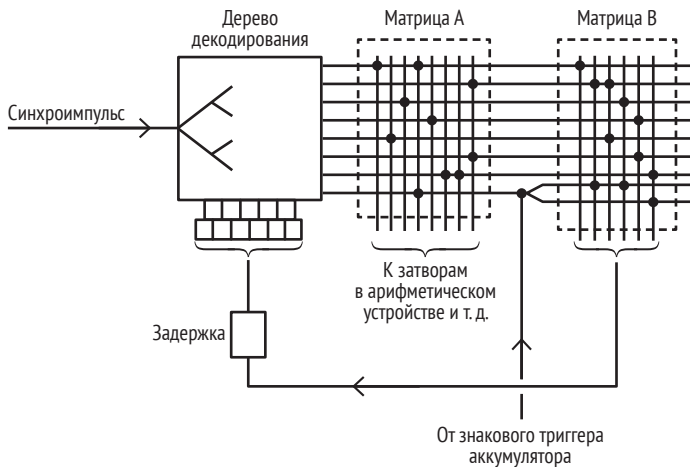 Дерево
декодирования
Матрица A
Матрица B
Синхроимпульс
К затворам
в арифметическом
устройстве и т. д.
Задержка
От знакового триггера
аккумулятора